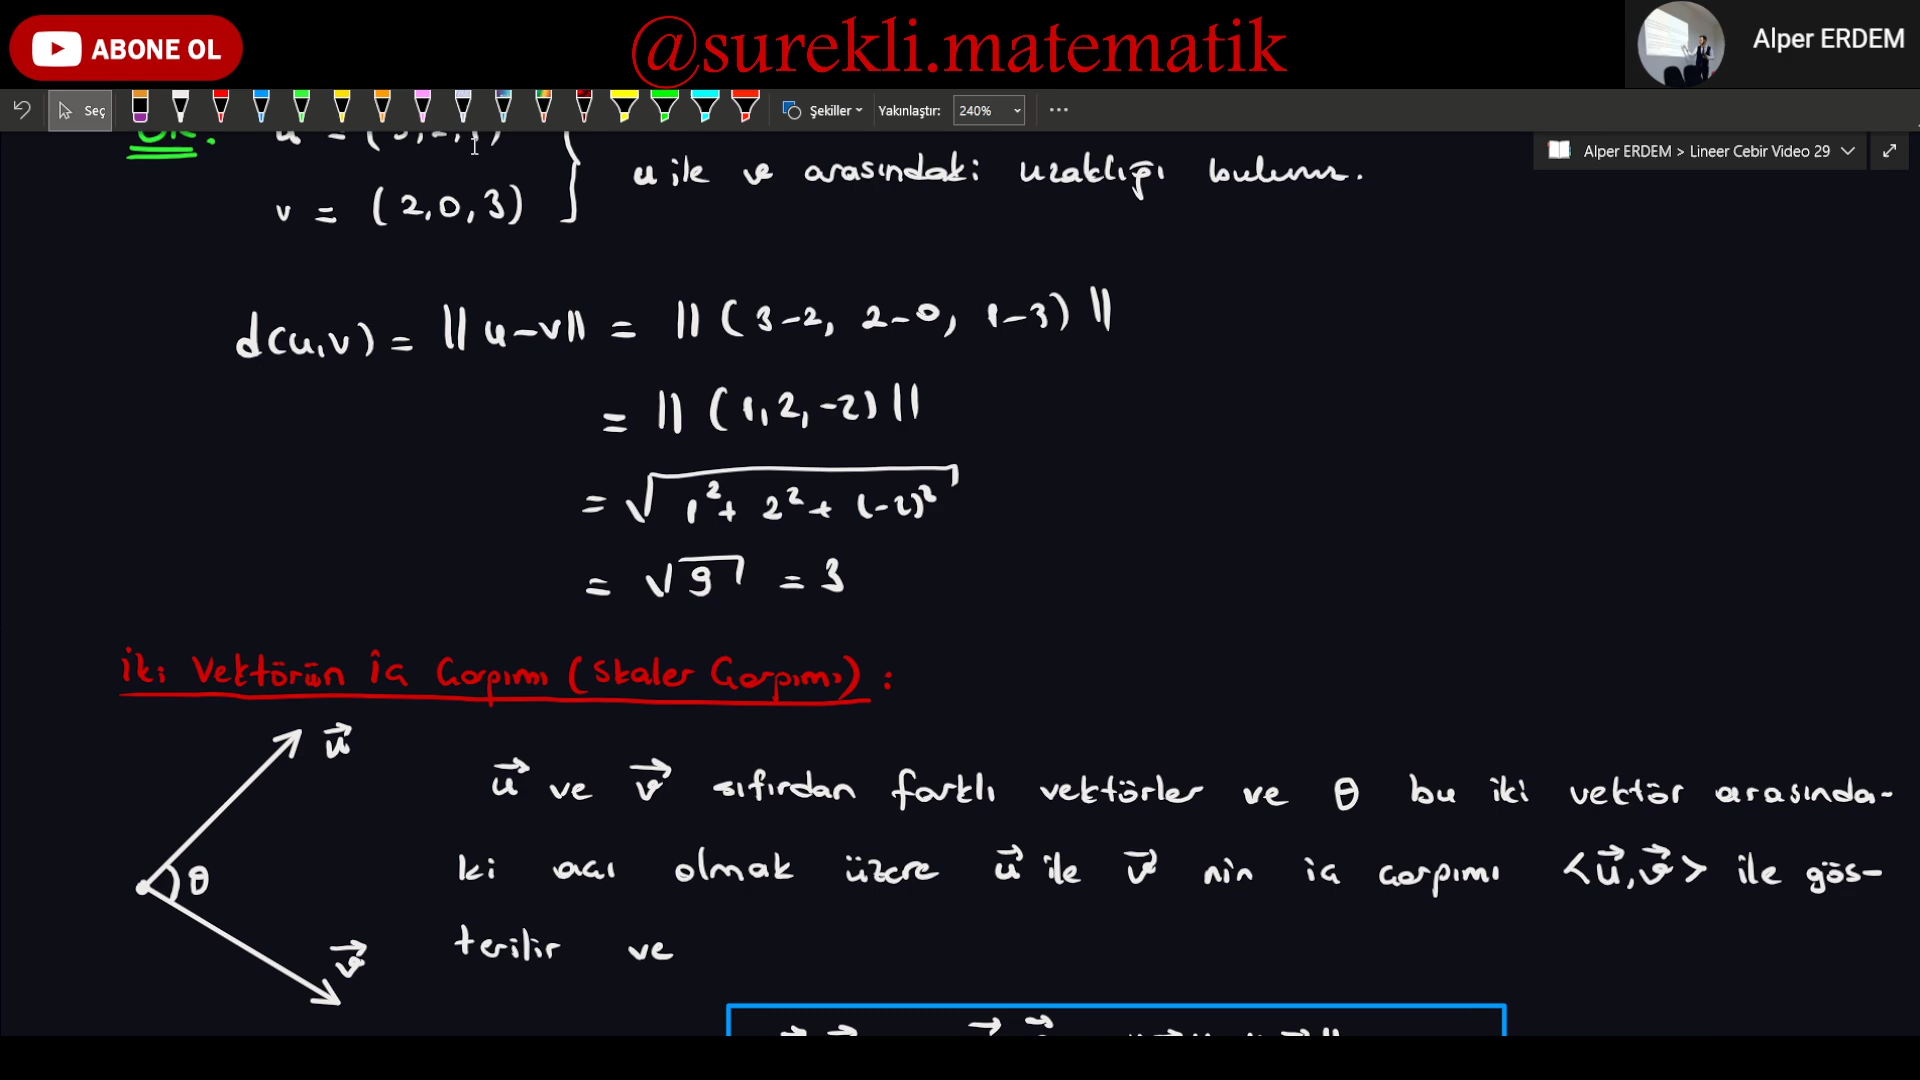 ABONE OL
@surekli.matematik
Alper ERDEM
Seç
Şekiller
Yakınlaştır:
240%
Alper ERDEM > Lineer Cebir Video 29
u ile v arasındaki uzaklığı bulunuz.
v = (2,0,3)
d(u,v) = ||u-v|| = ||(3-2, 2-0, 1-3)||
= ||(1,2,-2)||
= √(1² + 2² + (-2)²)
= √9 = 3
İki Vektörün İç Çarpımı (Skaler Çarpımı) :
u⃗
u⃗ ve v⃗ sıfırdan farklı vektörler ve θ bu iki vektör arasında-
ki açı olmak üzere u⃗ ile v⃗ nin iç çarpımı <u⃗,v⃗> ile gös-
θ
terilir ve
v⃗